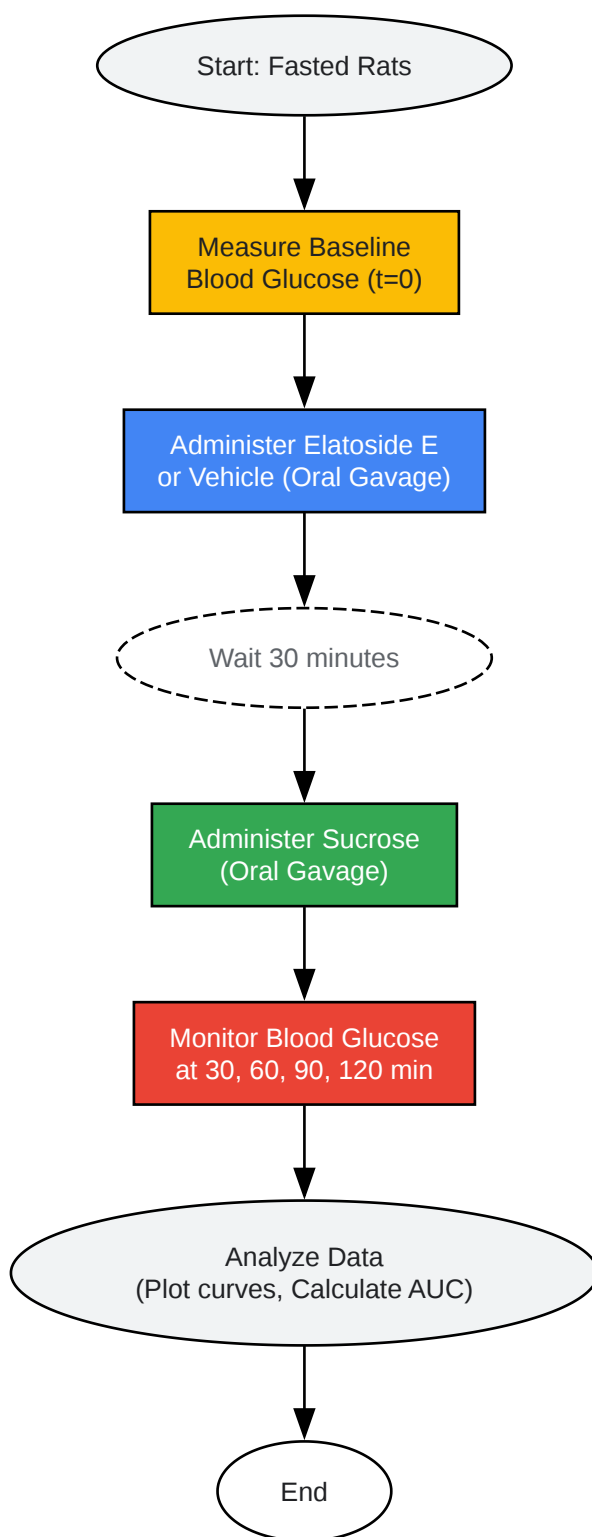 Start: Fasted Rats
Measure Baseline
Blood Glucose (t=0)
Administer Elatoside E
or Vehicle (Oral Gavage)
Wait 30 minutes
Administer Sucrose
(Oral Gavage)
Monitor Blood Glucose
at 30, 60, 90, 120 min
Analyze Data
(Plot curves, Calculate AUC)
End